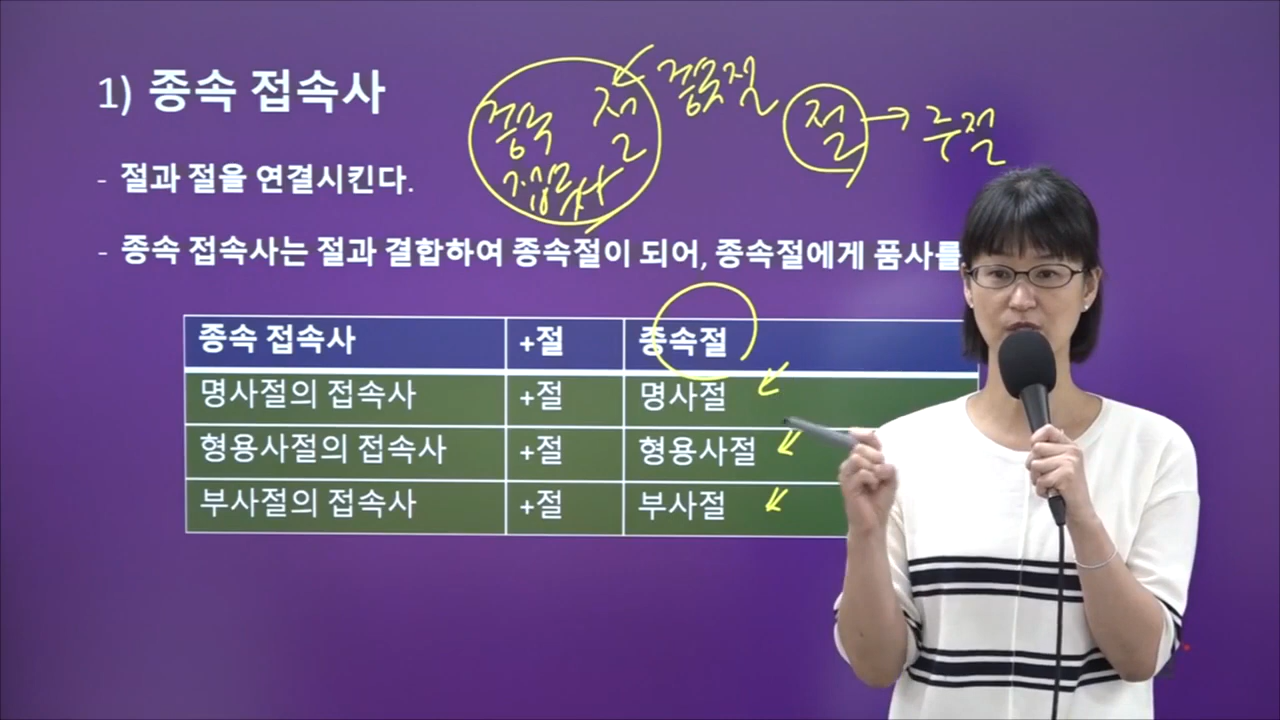 1) 종속 접속사
종속 절 종속절 절 → 주절
접속사
- 절과 절을 연결시킨다.
- 종속 접속사는 절과 결합하여 종속절이 되어, 종속절에게 품사를
종속 접속사 +절 종속절
명사절의 접속사 +절 명사절
형용사절의 접속사 +절 형용사절
부사절의 접속사 +절 부사절